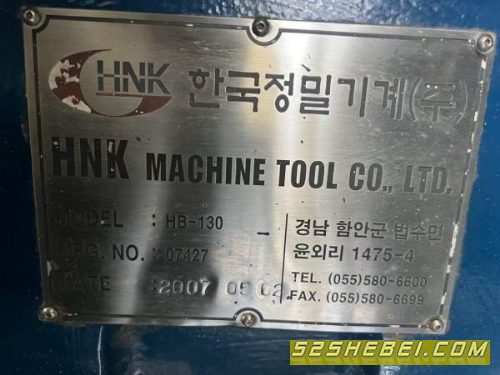 HNK 한국정밀기계(주)
HNK MACHINE TOOL CO., LTD.
MODEL : HB-130
MFG. NO. : 07427
DATE : 2007
경남 함안군 법수면
윤외리 1475-4
TEL. (055)580-6600
FAX. (055)580-6699
52SHEBEI.COM